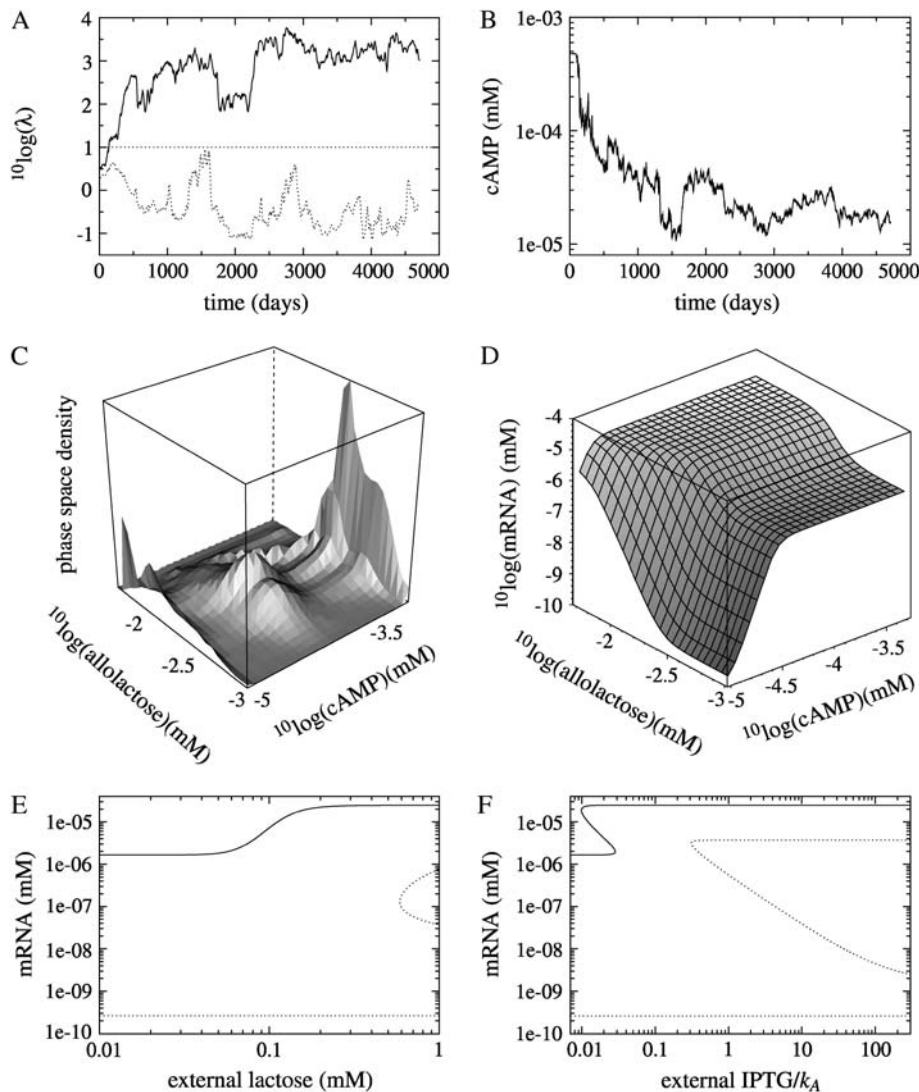 A
¹⁰log(λ)
4
3
2
1
0
-1
0 1000 2000 3000 4000 5000
time (days)
B
cAMP (mM)
1e-03
1e-04
1e-05
0 1000 2000 3000 4000 5000
time (days)
C
phase space density
-2
-2.5
-3
¹⁰log(allolactose)(mM)
-5
-3.5
¹⁰log(cAMP)(mM)
D
¹⁰log(mRNA) (mM)
-4
-5
-6
-7
-8
-9
-10
-2
-2.5
-3
¹⁰log(allolactose)(mM)
-5
-4.5
-4
-3.5
¹⁰log(cAMP)(mM)
E
mRNA (mM)
1e-05
1e-06
1e-07
1e-08
1e-09
1e-10
0.01 0.1 1
external lactose (mM)
F
mRNA (mM)
1e-05
1e-06
1e-07
1e-08
1e-09
1e-10
0.01 0.1 1 10 100
external IPTG/kA